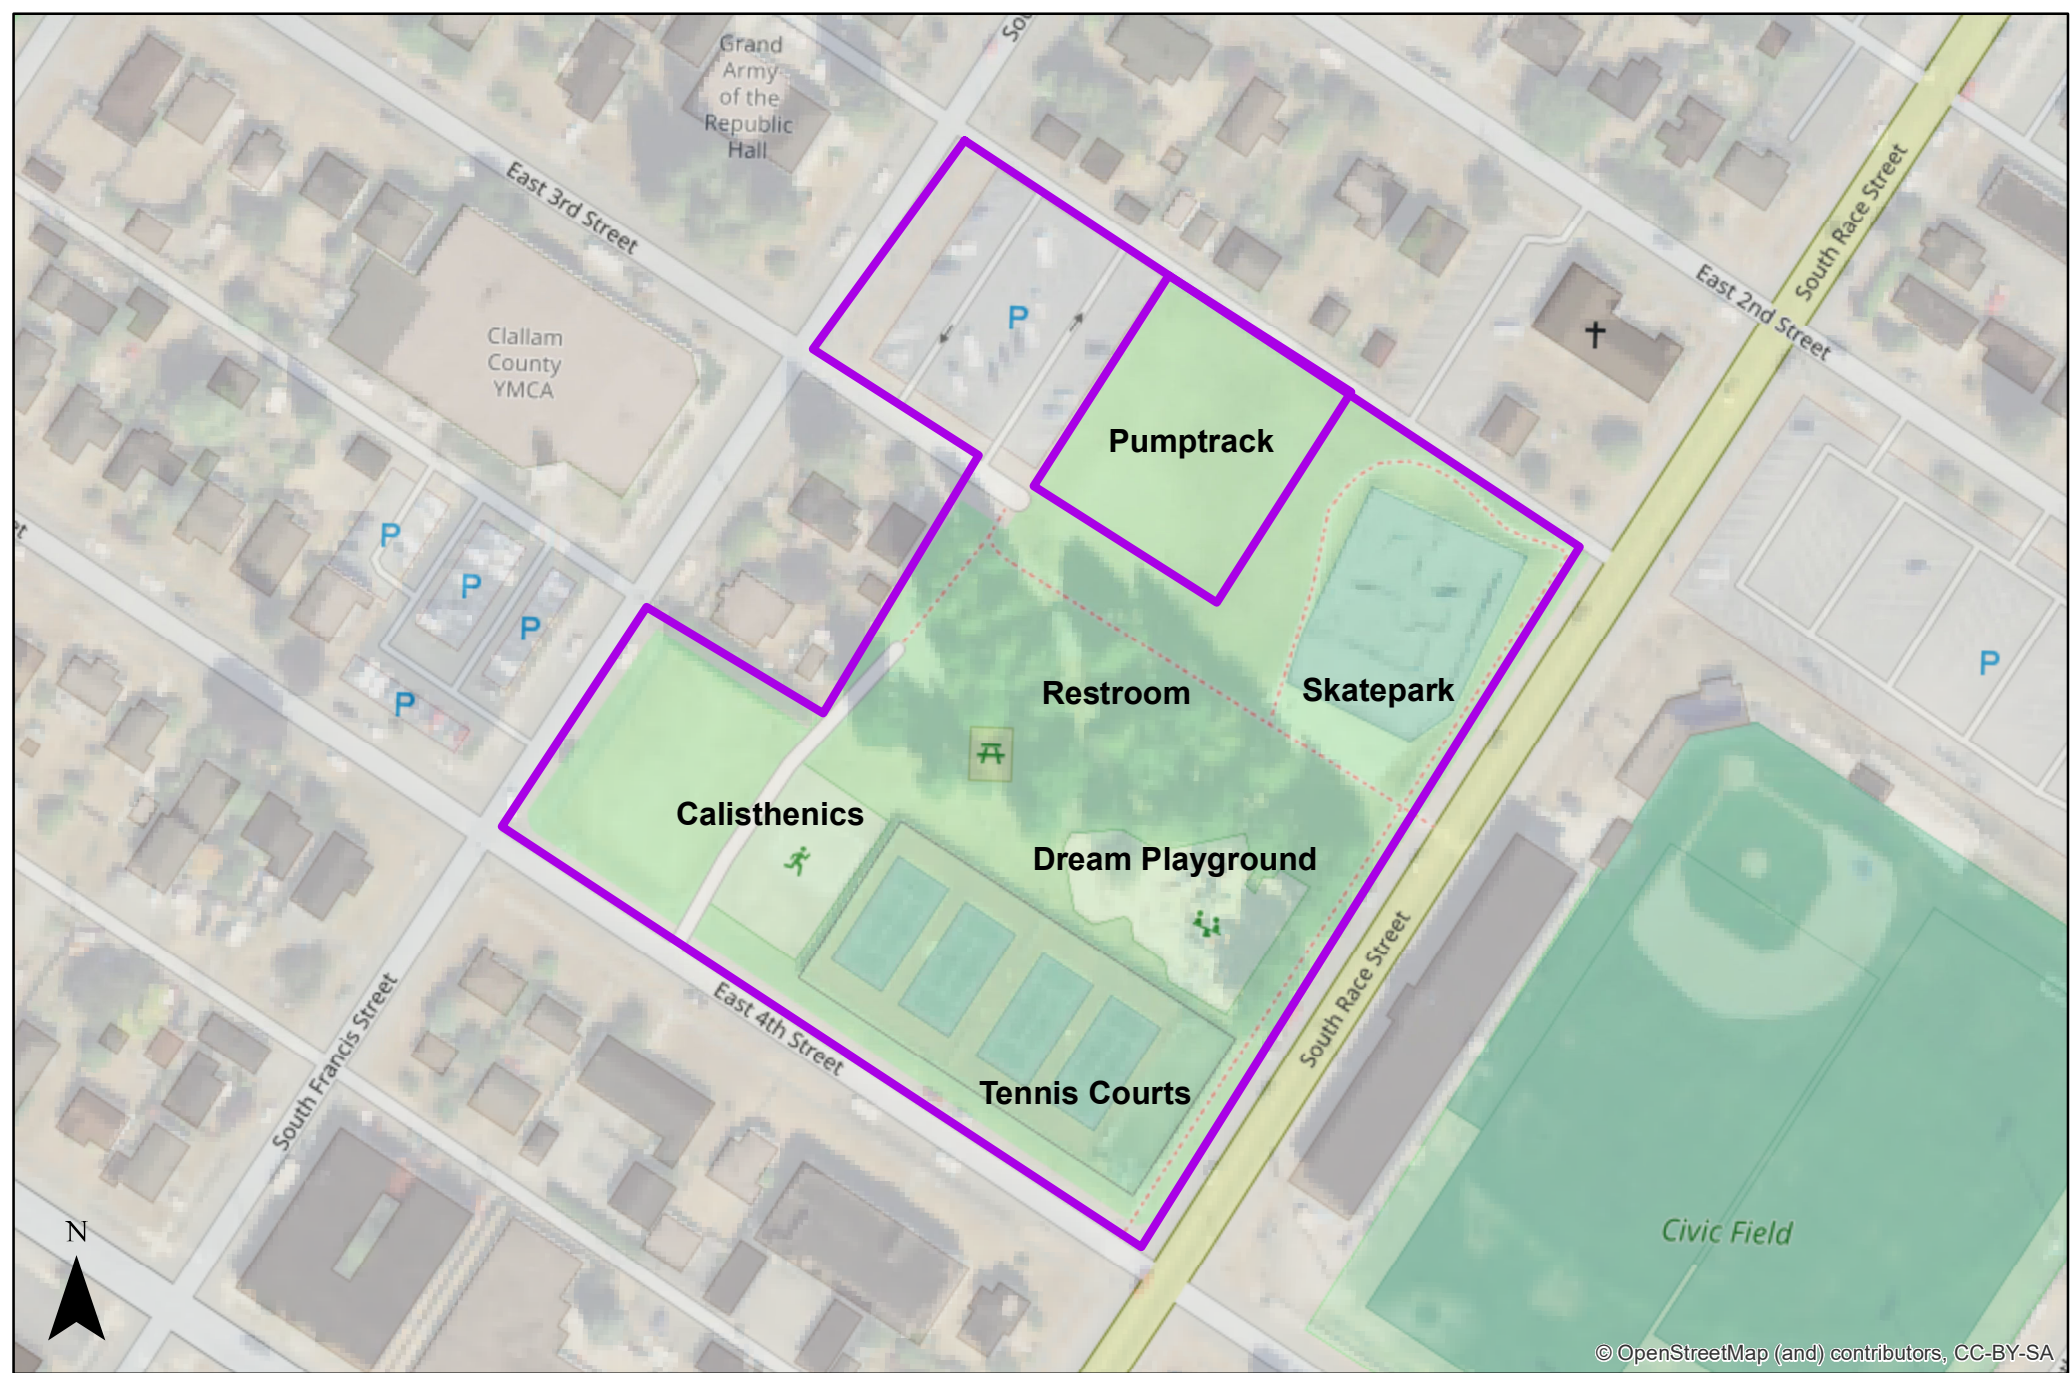 Sou
Grand
Army
of the
Republic
Hall
East 3rd Street
South Race Street
East 2nd Street
P
Clallam
County
YMCA
Pumptrack
P
P
P
P
P
Restroom
Skatepark
Calisthenics
Dream Playground
South Race Street
East 4th Street
South Francis Street
Tennis Courts
Civic Field
N
© OpenStreetMap (and) contributors, CC-BY-SA